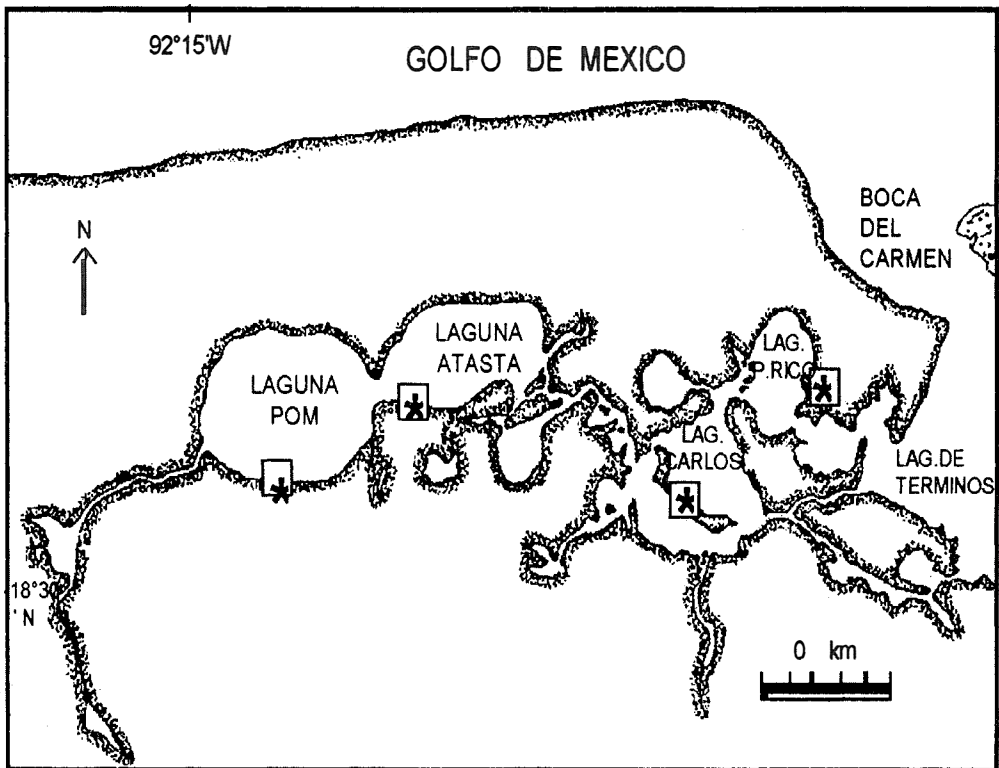 92°15'W
GOLFO DE MEXICO
BOCA
DEL
CARMEN
N
LAGUNA
ATASTA
LAG.
P.RICO
LAGUNA
POM
LAG.
CARLOS
LAG.DE
TERMINOS
18°30
' N
0 km